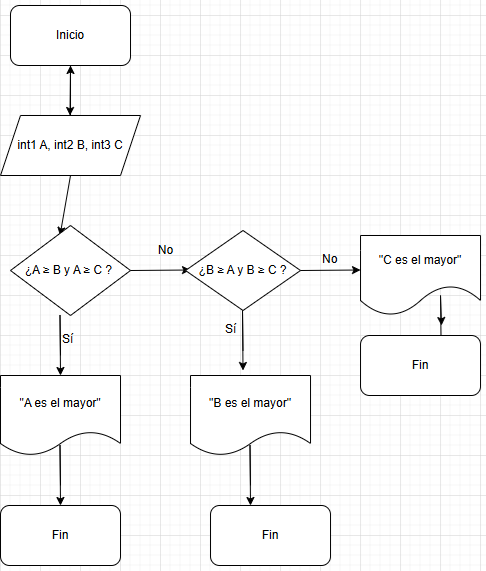 Inicio
int1 A, int2 B, int3 C
¿A ≥ B y A ≥ C ?
No
¿B ≥ A y B ≥ C ?
No
"C es el mayor"
Sí
Sí
Fin
"A es el mayor"
"B es el mayor"
Fin
Fin